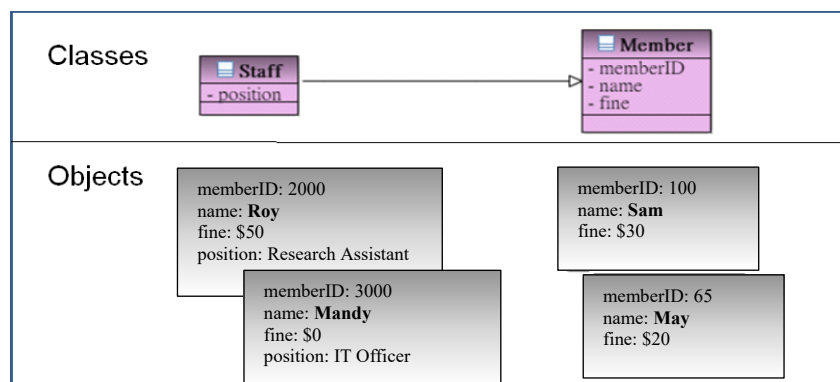 Classes
Staff
- position
Member
- memberID
- name
- fine
Objects
memberID: 2000
name: Roy
fine: $50
position: Research Assistant
memberID: 3000
name: Mandy
fine: $0
position: IT Officer
memberID: 100
name: Sam
fine: $30
memberID: 65
name: May
fine: $20